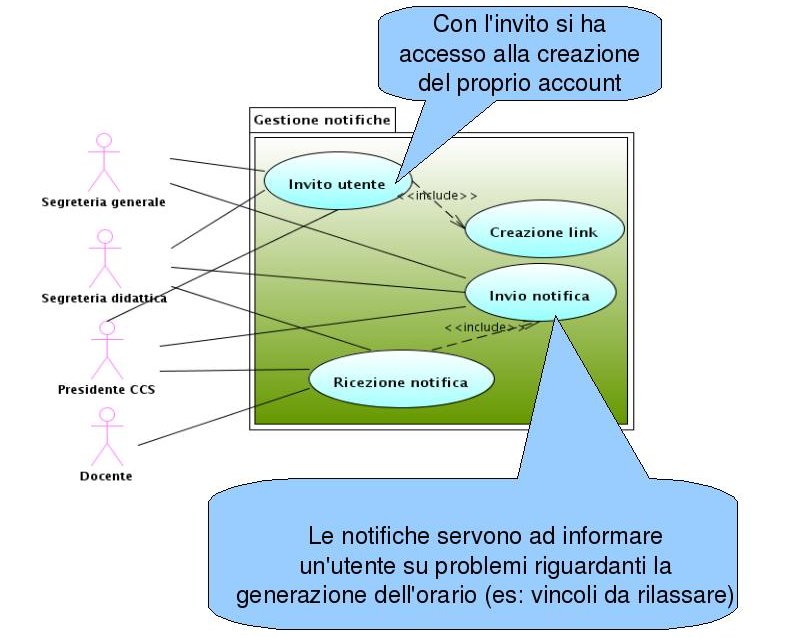 Con l'invito si ha
accesso alla creazione
del proprio account
Gestione notifiche
Invito utente
<<include>>
Segreteria generale
Creazione link
Segreteria didattica
Invio notifica
<<include>>
Ricezione notifica
Presidente CCS
Docente
Le notifiche servono ad informare
un'utente su problemi riguardanti la
generazione dell'orario (es: vincoli da rilassare)